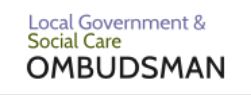 Local Government &
Social Care
OMBUDSMAN